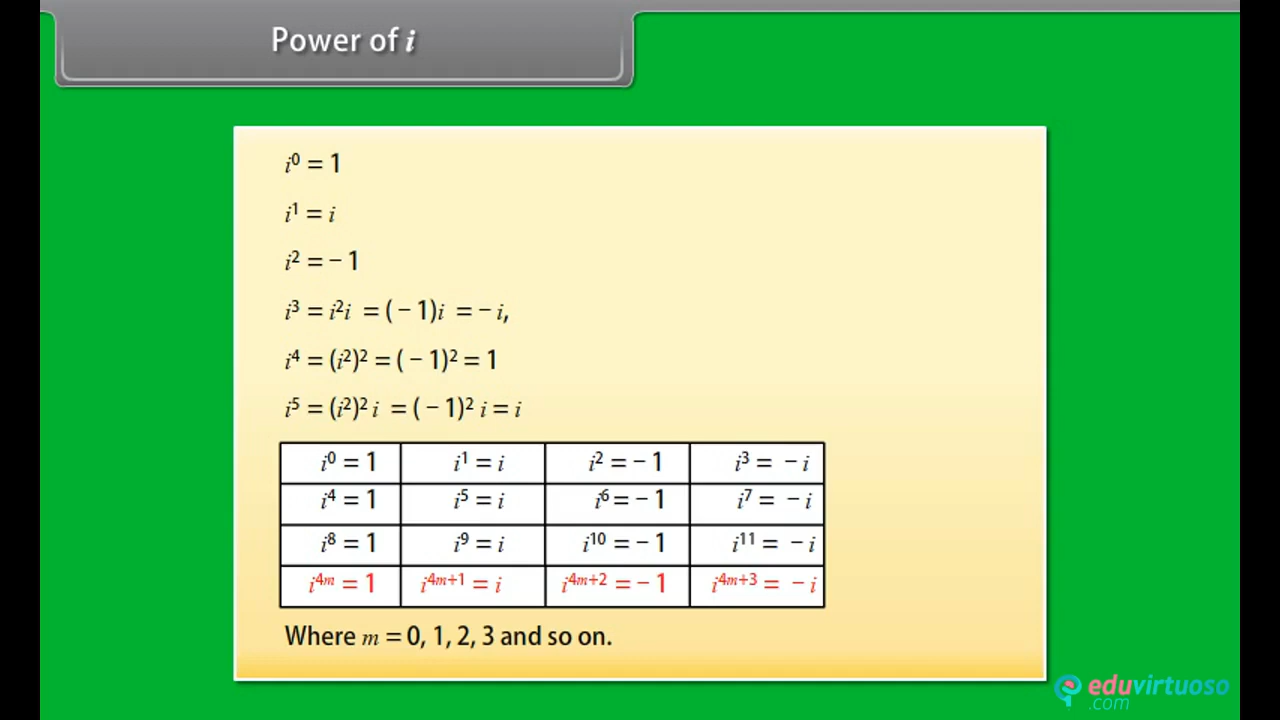 Power of i
i⁰ = 1
i¹ = i
i² = – 1
i³ = i²i = ( – 1)i = – i,
i⁴ = (i²)² = ( – 1)² = 1
i⁵ = (i²)² i = ( – 1)² i = i
i⁰ = 1 i¹ = i i² = – 1 i³ = – i
i⁴ = 1 i⁵ = i i⁶ = – 1 i⁷ = – i
i⁸ = 1 i⁹ = i i¹⁰ = – 1 i¹¹ = – i
i⁴ᵐ = 1 i⁴ᵐ⁺¹ = i i⁴ᵐ⁺² = – 1 i⁴ᵐ⁺³ = – i
Where m = 0, 1, 2, 3 and so on.
eduvirtuoso
.com